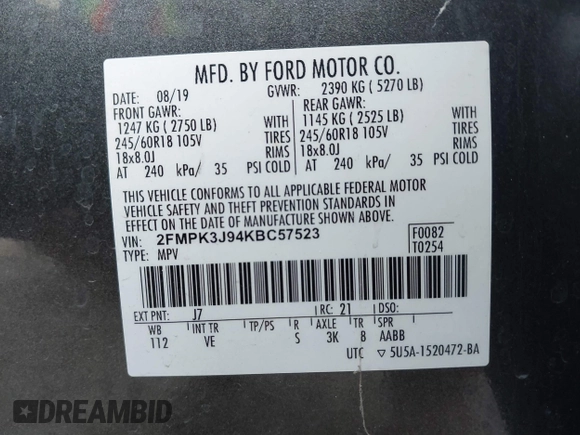 MFD. BY FORD MOTOR CO.
DATE: 08/19 GVWR: 2390 KG ( 5270 LB)
FRONT GAWR: REAR GAWR:
1247 KG ( 2750 LB) WITH 1145 KG ( 2525 LB) WITH
245/60R18 105V TIRES 245/60R18 105V TIRES
18x8.0J RIMS 18x8.0J RIMS
AT 240 kPa/ 35 PSI COLD AT 240 kPa/ 35 PSI COLD
THIS VEHICLE CONFORMS TO ALL APPLICABLE FEDERAL MOTOR
VEHICLE SAFETY AND THEFT PREVENTION STANDARDS IN
EFFECT ON THE DATE OF MANUFACTURE SHOWN ABOVE.
VIN: 2FMPK3J94KBC57523 F0082
TYPE: MPV T0254
EXT PNT: J7 RC: 21 DSO:
WB INT TR TP/PS R AXLE TR SPR
112 VE S 3K 8 AABB
UTC ▽ 5U5A-1520472-BA
DREAMBID